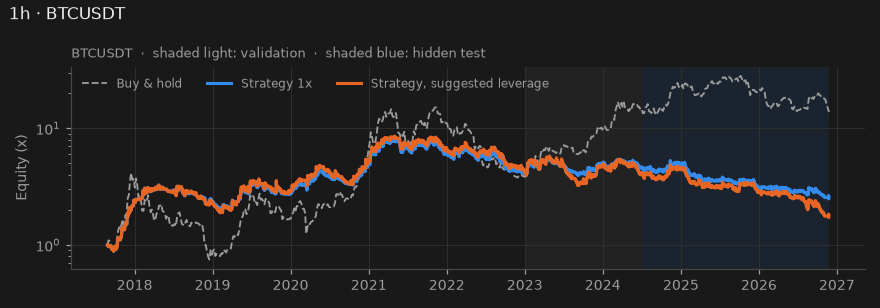 1h · BTCUSDT
BTCUSDT · shaded light: validation · shaded blue: hidden test
Buy & hold
Strategy 1x
Strategy, suggested leverage
Equity (x)
10¹
10⁰
2018 2019 2020 2021 2022 2023 2024 2025 2026 2027